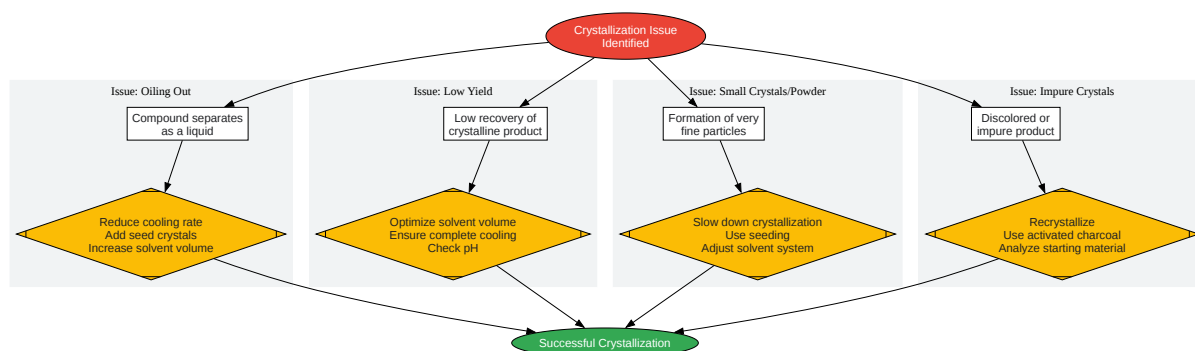 Crystallization Issue
Identified
Issue: Oiling Out
Issue: Low Yield
Issue: Small Crystals/Powder
Issue: Impure Crystals
Compound separates
as a liquid
Low recovery of
crystalline product
Formation of very
fine particles
Discolored or
impure product
Reduce cooling rate
Add seed crystals
Increase solvent volume
Optimize solvent volume
Ensure complete cooling
Check pH
Slow down crystallization
Use seeding
Adjust solvent system
Recrystallize
Use activated charcoal
Analyze starting material
Successful Crystallization